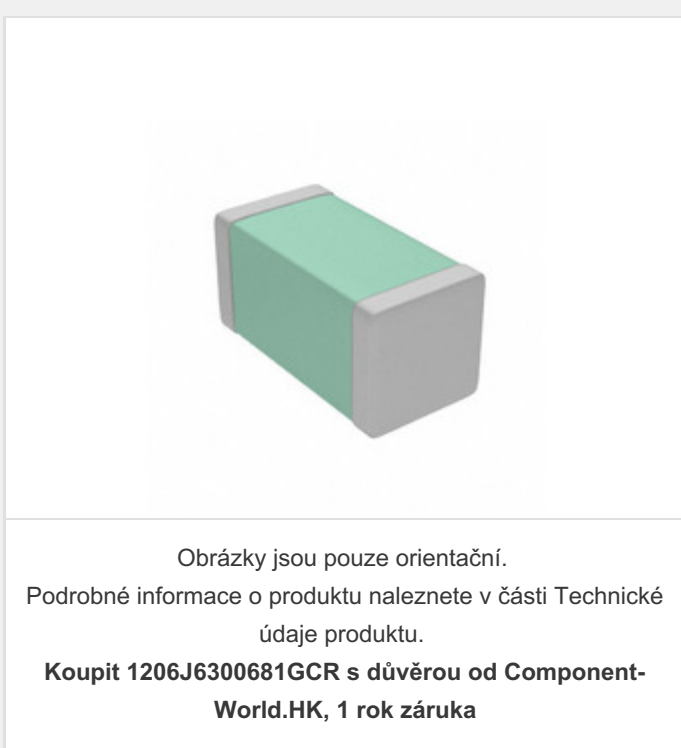 Obrázky jsou pouze orientační.
Podrobné informace o produktu naleznete v části Technické
údaje produktu.
Koupit 1206J6300681GCR s důvěrou od Component-
World.HK, 1 rok záruka